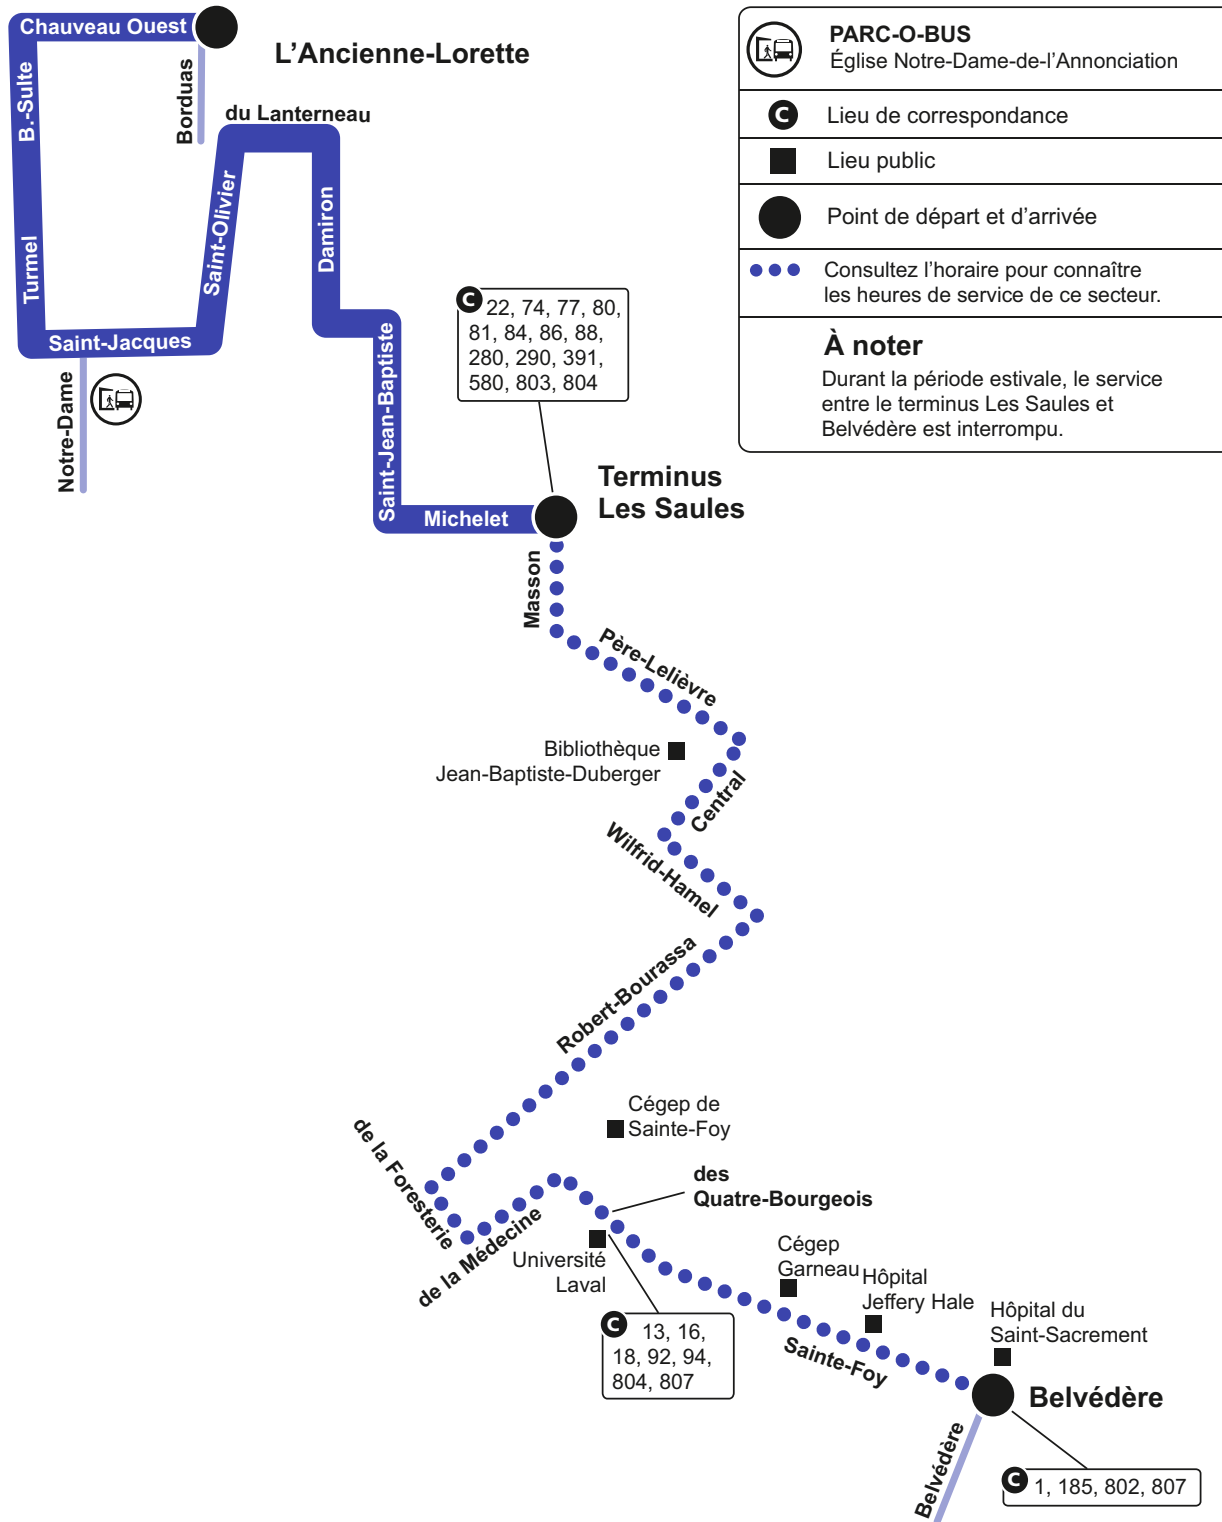 Chauveau Ouest
L'Ancienne-Lorette
B.-Sulte
Borduas
du Lanterneau
Turmel
Saint-Olivier
Damiron
Saint-Jacques
Notre-Dame
Saint-Jean-Baptiste
Michelet
C 22, 74, 77, 80,
81, 84, 86, 88,
280, 290, 391,
580, 803, 804
Terminus
Les Saules
PARC-O-BUS
Église Notre-Dame-de-l'Annonciation
C Lieu de correspondance
Lieu public
Point de départ et d'arrivée
Consultez l'horaire pour connaître
les heures de service de ce secteur.
À noter
Durant la période estivale, le service
entre le terminus Les Saules et
Belvédère est interrompu.
Masson
Père-Lelièvre
Bibliothèque
Jean-Baptiste-Duberger
Central
Wilfrid-Hamel
Robert-Bourassa
Cégep de
Sainte-Foy
de la Foresterie
de la Médecine
des
Quatre-Bourgeois
Université
Laval
C 13, 16,
18, 92, 94,
804, 807
Cégep
Garneau
Hôpital
Jeffery Hale
Hôpital du
Saint-Sacrement
Sainte-Foy
Belvédère
Belvédère
C 1, 185, 802, 807